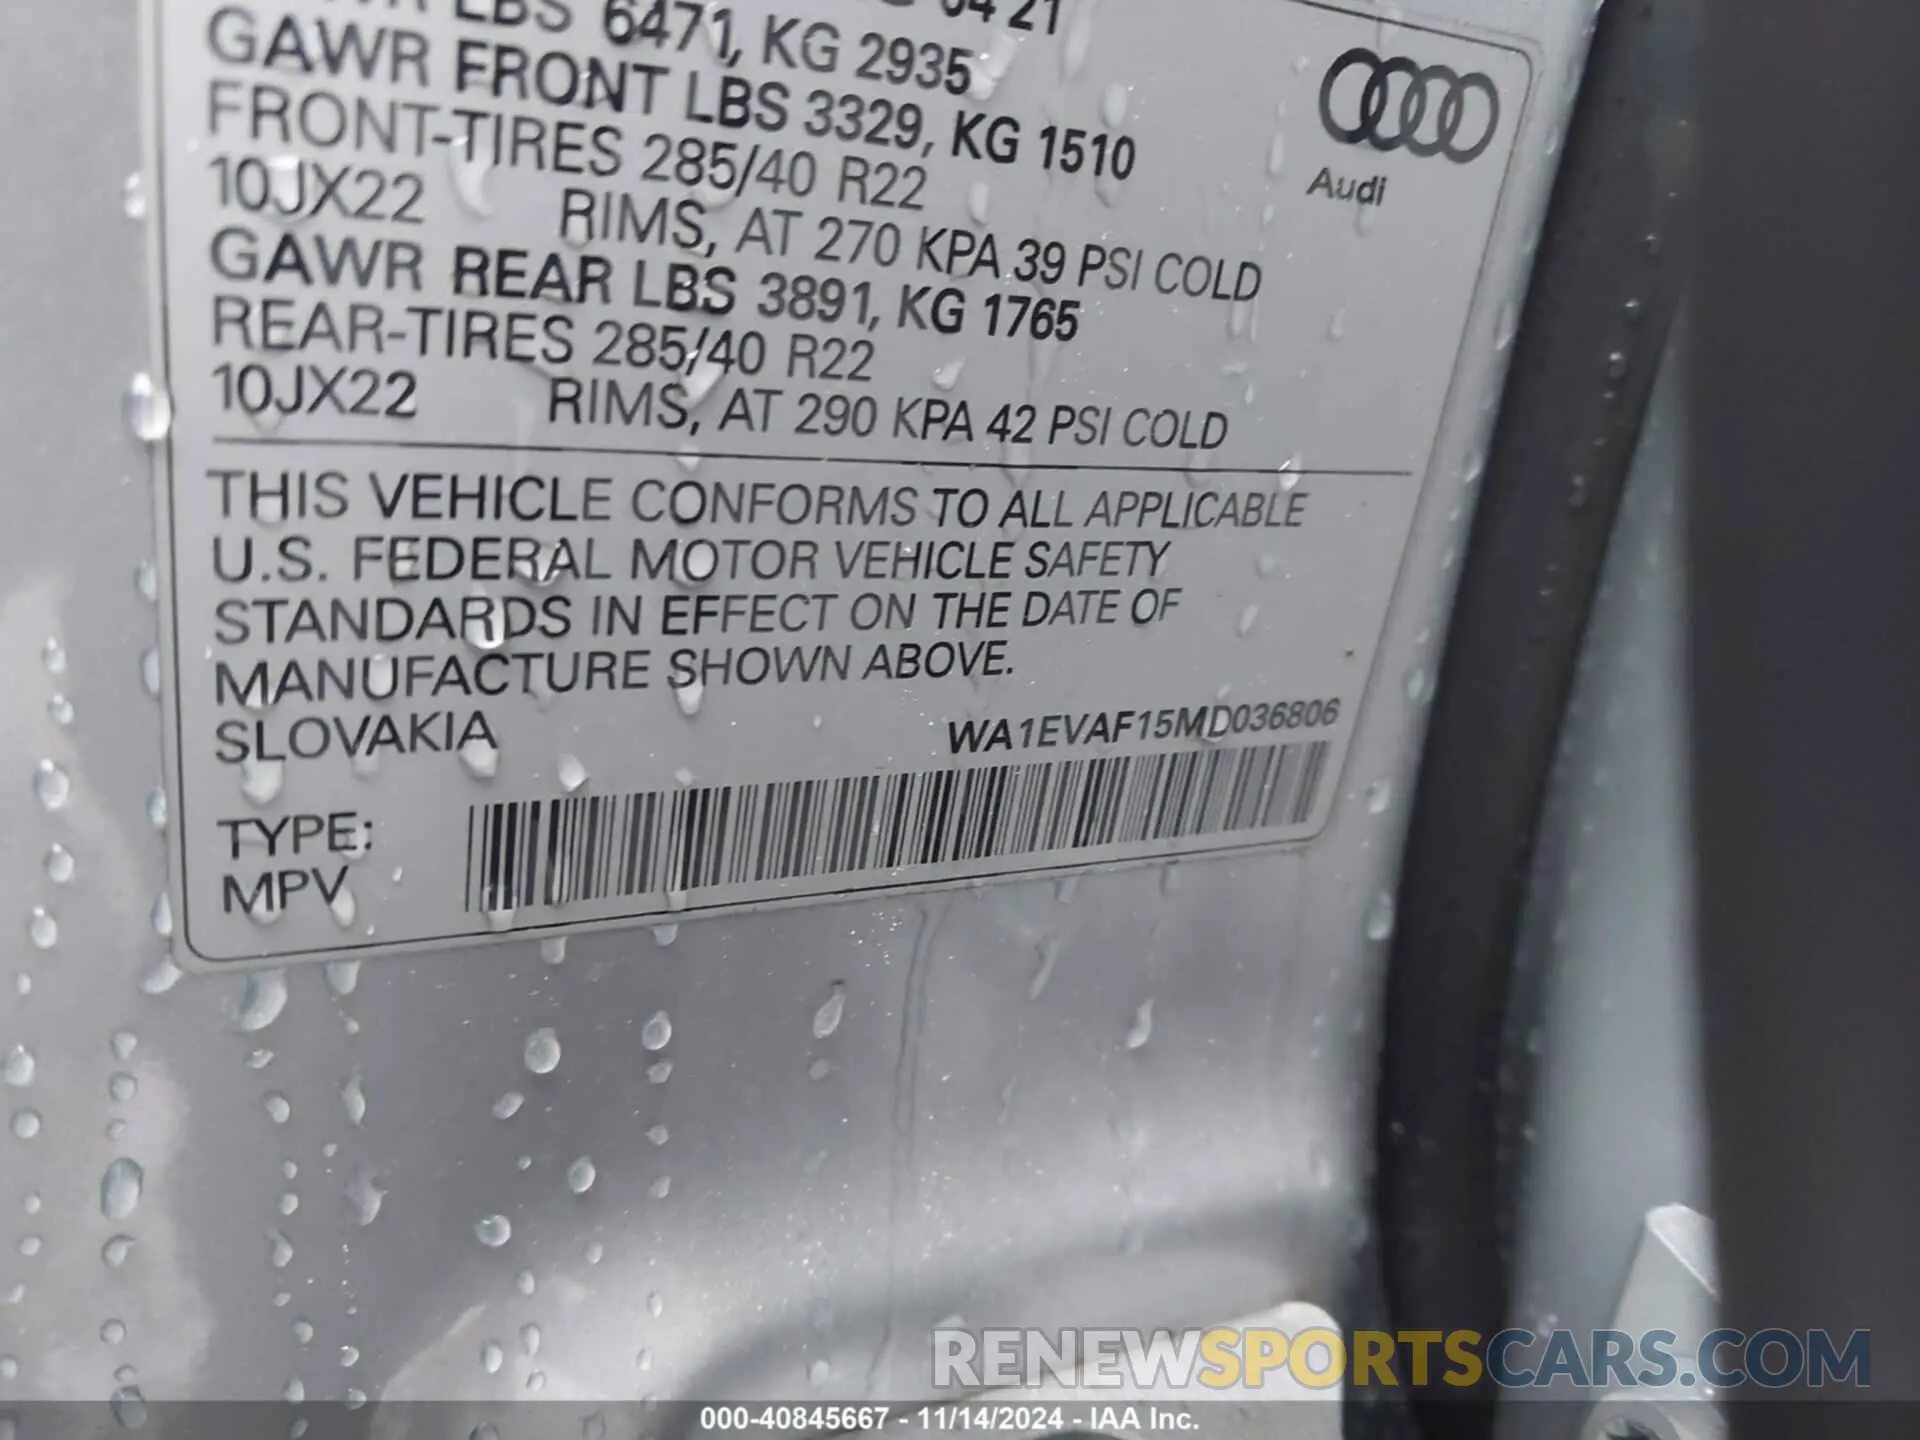 LBS 6471, KG 2935
04 21
GAWR FRONT LBS 3329, KG 1510
FRONT-TIRES 285/40 R22
10JX22 RIMS, AT 270 KPA 39 PSI COLD
GAWR REAR LBS 3891, KG 1765
REAR-TIRES 285/40 R22
10JX22 RIMS, AT 290 KPA 42 PSI COLD
Audi
THIS VEHICLE CONFORMS TO ALL APPLICABLE
U.S. FEDERAL MOTOR VEHICLE SAFETY
STANDARDS IN EFFECT ON THE DATE OF
MANUFACTURE SHOWN ABOVE.
SLOVAKIA WA1EVAF15MD036806
TYPE:
MPV
RENEWSPORTSCARS.COM
000-40845667 - 11/14/2024 - IAA Inc.